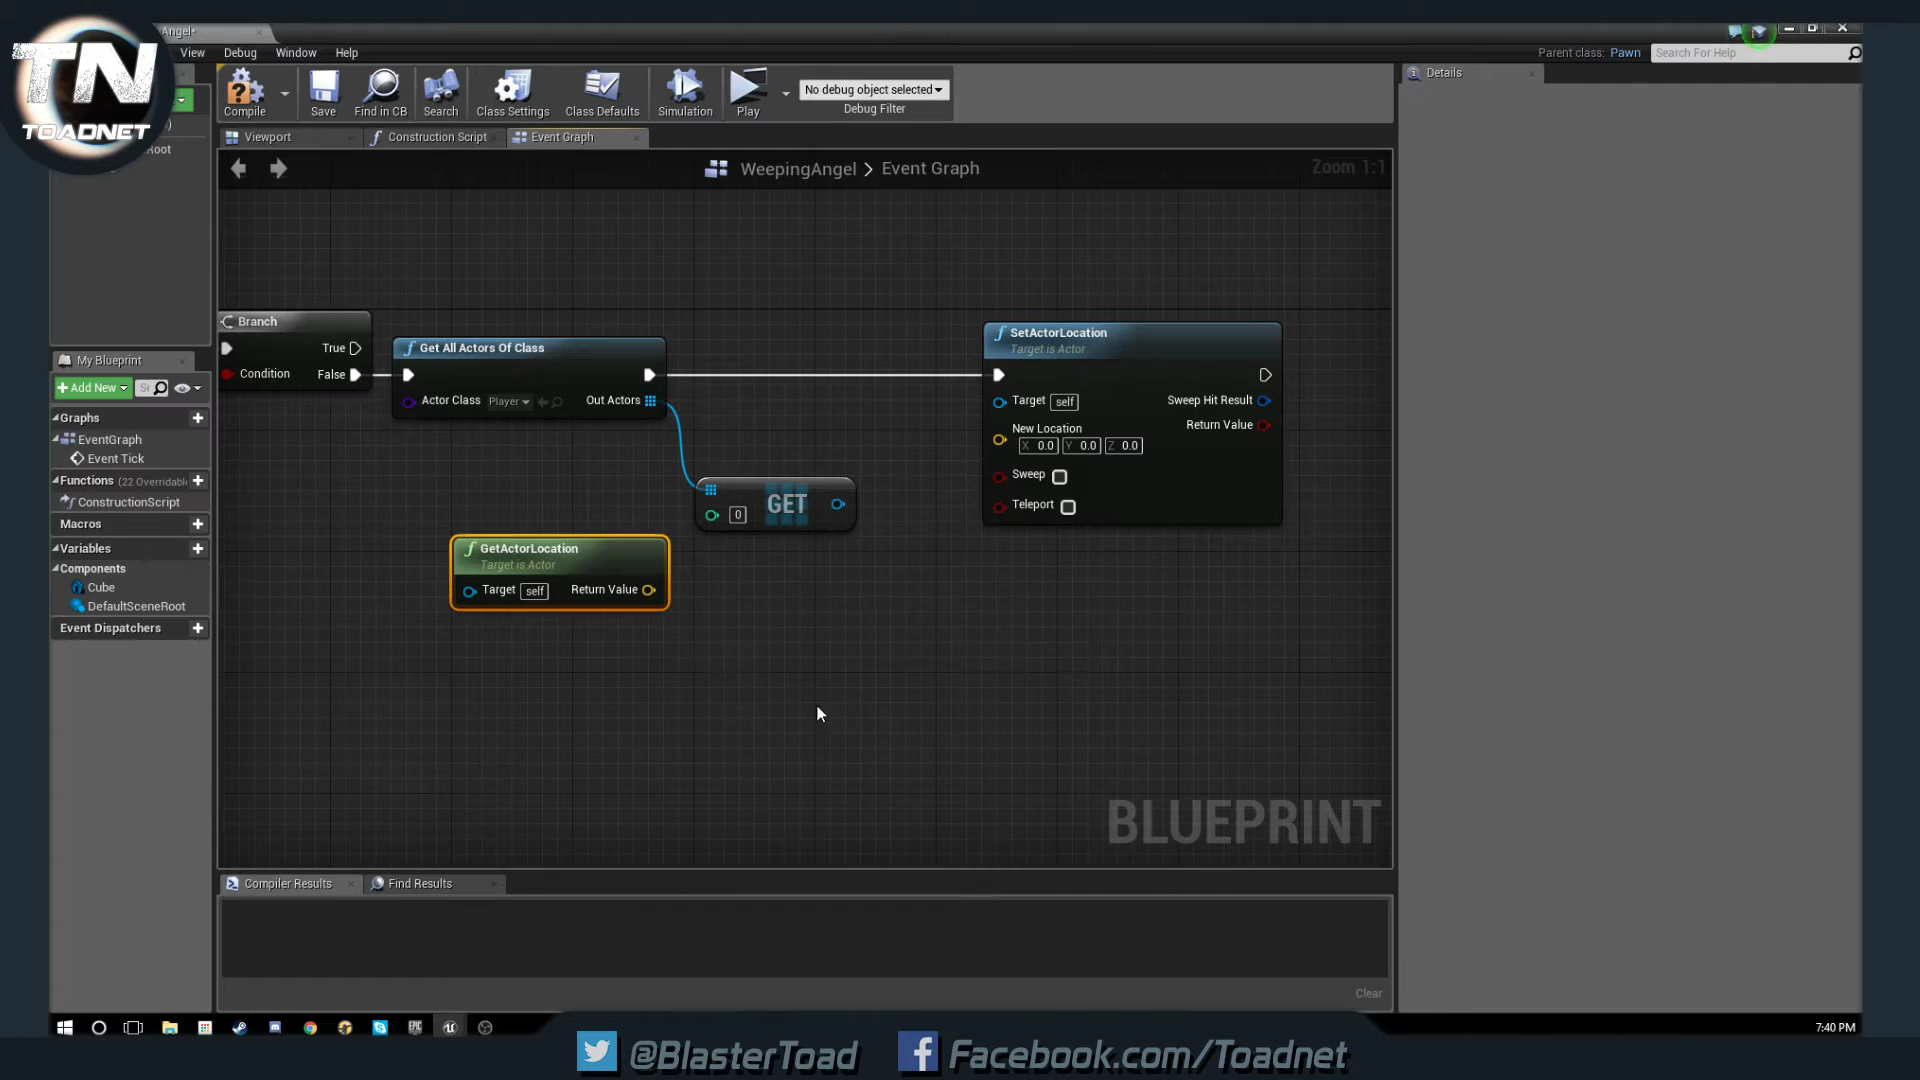 TN
TOADNET
Angel*
Parent class: Pawn
Search For Help
View Debug Window Help
Compile
Save
Find in CB
Search
Class Settings
Class Defaults
Simulation
Play
No debug object selected
Debug Filter
Details
Viewport
Construction Script
Event Graph
WeepingAngel > Event Graph
Zoom 1:1
Root
My Blueprint
+Add New
Graphs
EventGraph
Event Tick
Functions (22 Overridabl
ConstructionScript
Macros
Variables
Components
Cube
DefaultSceneRoot
Event Dispatchers
Branch
True
Condition False
Get All Actors Of Class
Actor Class Player Out Actors
0 GET
GetActorLocation
Target is Actor
Target self Return Value
SetActorLocation
Target is Actor
Target self Sweep Hit Result
New Location Return Value
X 0.0 Y 0.0 Z 0.0
Sweep
Teleport
BLUEPRINT
Compiler Results
Find Results
Clear
EPIC
7:40 PM
@BlasterToad
Facebook.com/Toadnet